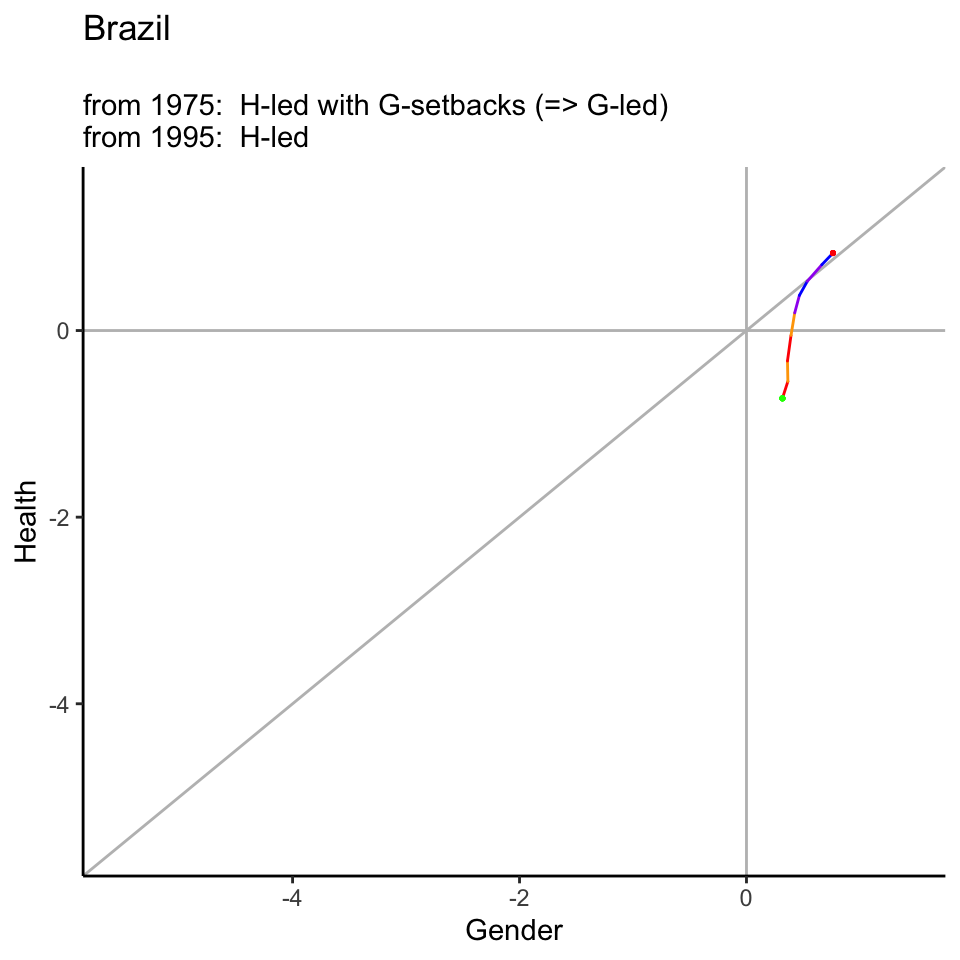 Brazil
from 1975:  H-led with G-setbacks (=> G-led)
from 1995:  H-led
Health
0
-2
-4
-4
-2
0
Gender